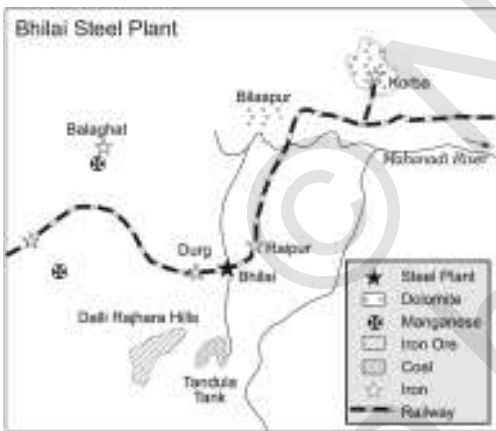 Bhilai Steel Plant
Korba
Bilaspur
Balaghat
Mahanadi River
Durg
Raipur
Bhilai
Dalli Rajhara Hills
Tandula
Tank
Steel Plant
Dolomite
Manganese
Iron Ore
Coal
Iron
Railway